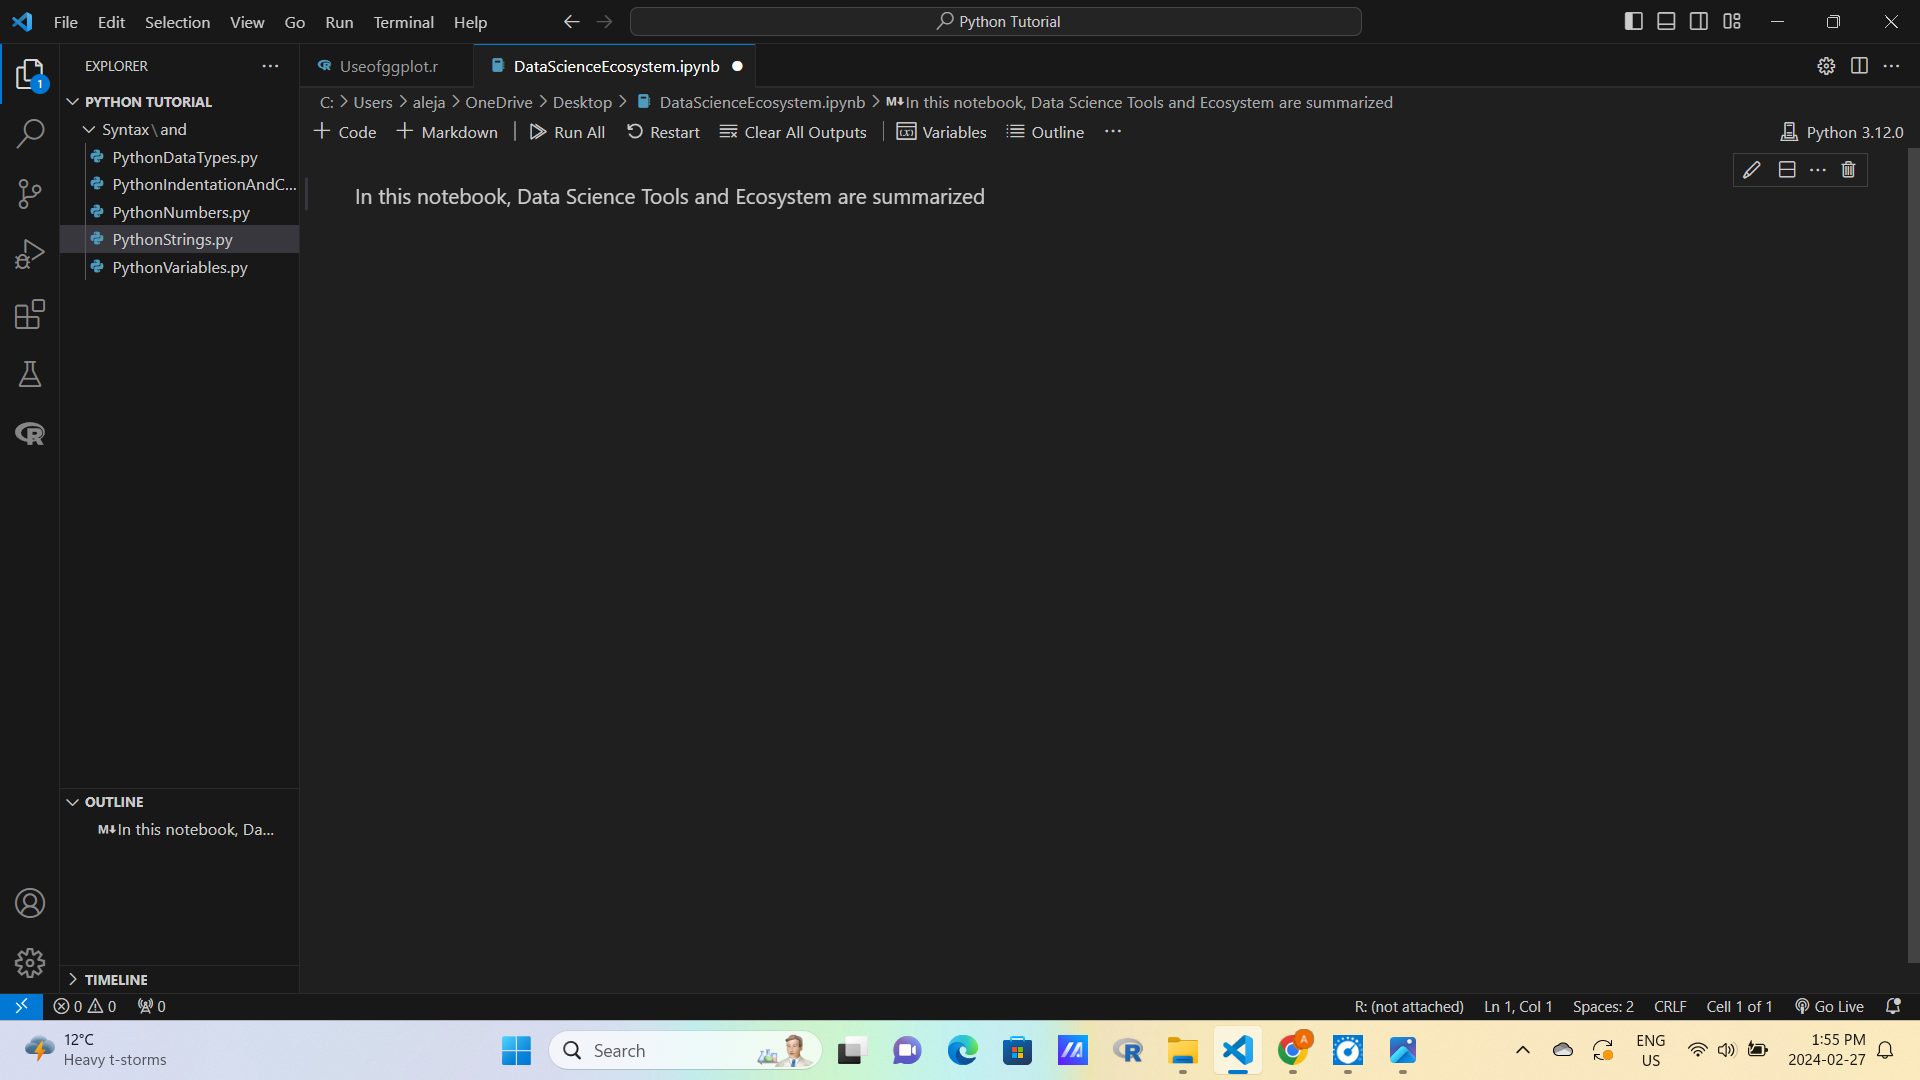 File Edit Selection View Go Run Terminal Help
Python Tutorial
EXPLORER
1
PYTHON TUTORIAL
Syntax\and
PythonDataTypes.py
PythonIndentationAndC...
PythonNumbers.py
PythonStrings.py
PythonVariables.py
OUTLINE
M↓In this notebook, Da...
TIMELINE
Useofggplot.r
DataScienceEcosystem.ipynb
C: > Users > aleja > OneDrive > Desktop > DataScienceEcosystem.ipynb > M↓In this notebook, Data Science Tools and Ecosystem are summarized
+ Code + Markdown | Run All Restart Clear All Outputs | Variables Outline ...
Python 3.12.0
In this notebook, Data Science Tools and Ecosystem are summarized
0 0 0
R: (not attached) Ln 1, Col 1 Spaces: 2 CRLF Cell 1 of 1 Go Live
12°C
Heavy t-storms
Search
A
ENG
US
1:55 PM
2024-02-27